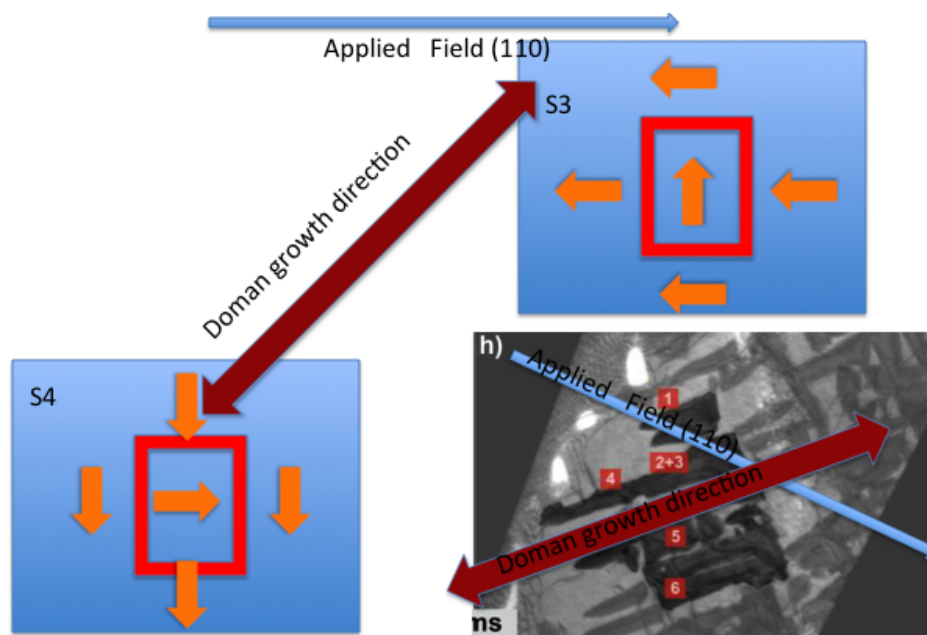 Applied Field (110)
S3
Doman growth direction
S4
h)
Applied Field (110)
1
2+3
4
Doman growth direction
5
6
ms